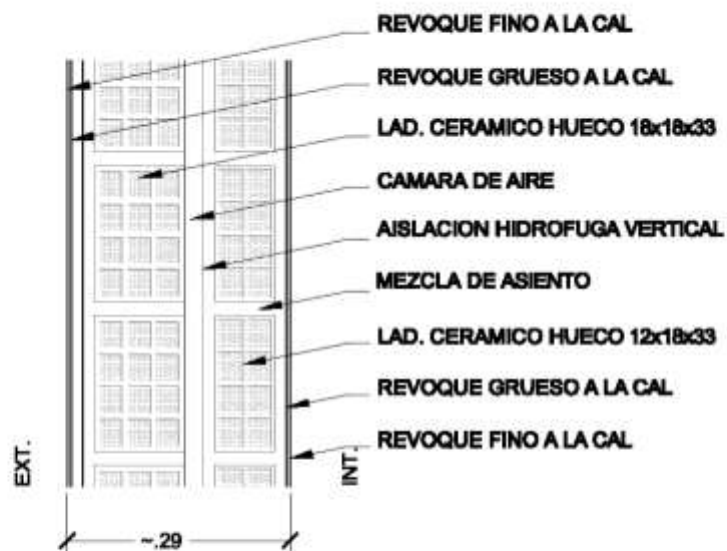 REVOQUE FINO A LA CAL
REVOQUE GRUESO A LA CAL
LAD. CERAMICO HUECO 18x18x33
CAMARA DE AIRE
AISLACION HIDROFUGA VERTICAL
MEZCLA DE ASIENTO
LAD. CERAMICO HUECO 12x18x33
REVOQUE GRUESO A LA CAL
REVOQUE FINO A LA CAL
EXT.
INT.
~.29